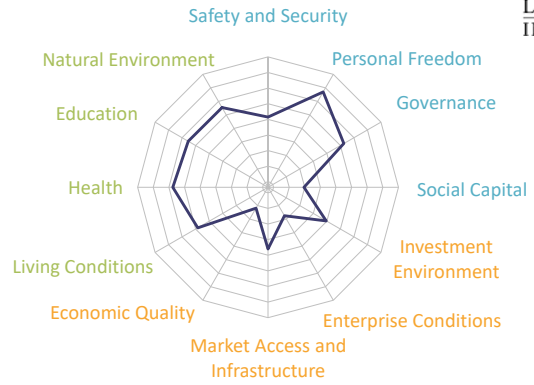 Safety and Security
Natural Environment
Personal Freedom
Education
Governance
Health
Social Capital
Living Conditions
Investment
Environment
Economic Quality
Enterprise Conditions
Market Access and
Infrastructure